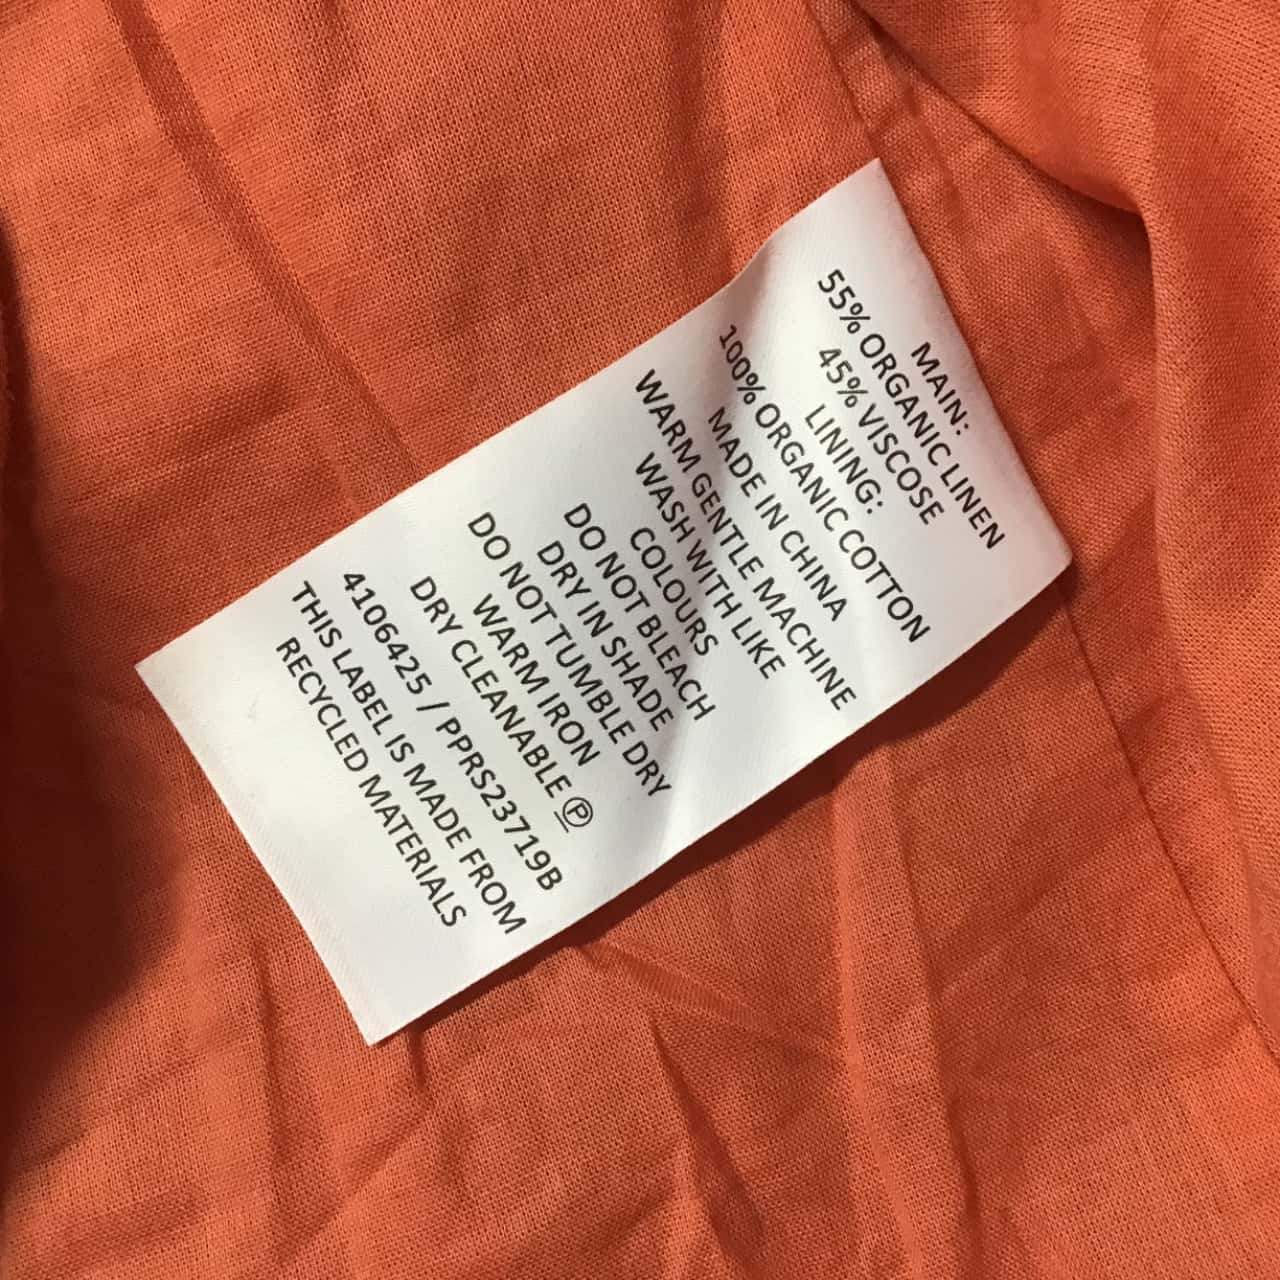 MAIN:
55% ORGANIC LINEN
45% VISCOSE
LINING:
100% ORGANIC COTTON
MADE IN CHINA
WARM GENTLE MACHINE
WASH WITH LIKE
COLOURS
DO NOT BLEACH
DRY IN SHADE
DO NOT TUMBLE DRY
WARM IRON
DRY CLEANABLE Ⓟ
4106425 / PPRS23719B
THIS LABEL IS MADE FROM
RECYCLED MATERIALS